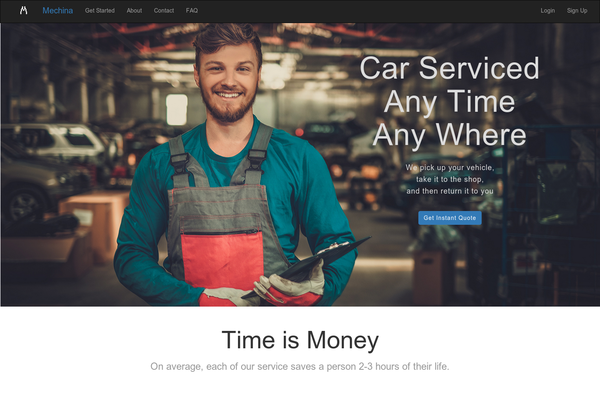 Mechina Get Started About Contact FAQ Login Sign Up
Car Serviced
Any Time
Any Where
We pick up your vehicle,
take it to the shop,
and then return it to you
Get Instant Quote
Time is Money
On average, each of our service saves a person 2-3 hours of their life.